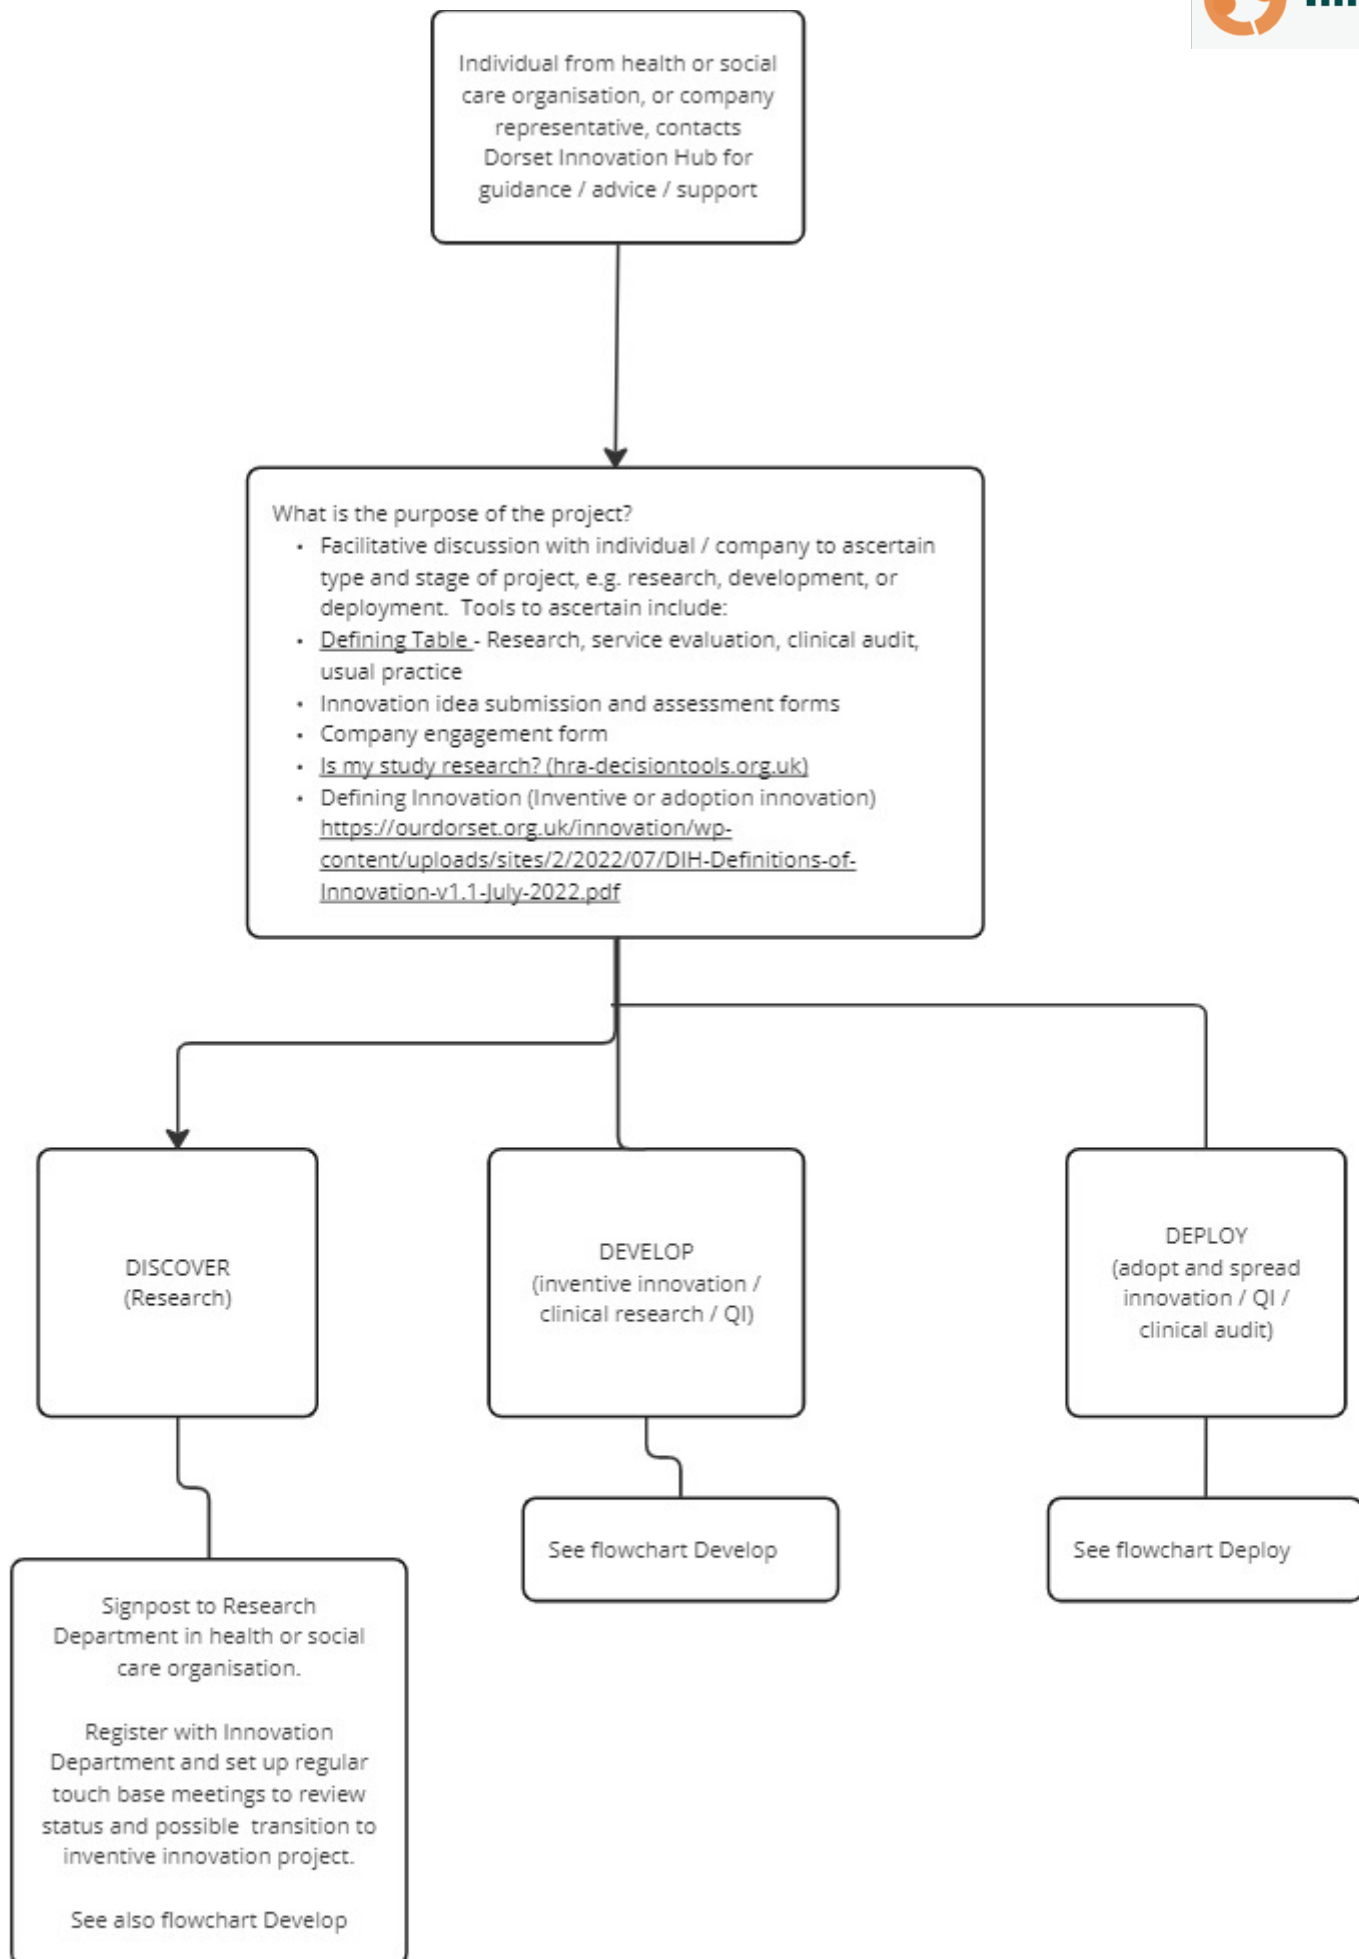 Individual from health or social
care organisation, or company
representative, contacts
Dorset Innovation Hub for
guidance / advice / support
What is the purpose of the project?
• Facilitative discussion with individual / company to ascertain
type and stage of project, e.g. research, development, or
deployment.  Tools to ascertain include:
• Defining Table - Research, service evaluation, clinical audit,
usual practice
• Innovation idea submission and assessment forms
• Company engagement form
• Is my study research? (hra-decisiontools.org.uk)
• Defining Innovation (Inventive or adoption innovation)
https://ourdorset.org.uk/innovation/wp-
content/uploads/sites/2/2022/07/DIH-Definitions-of-
Innovation-v1.1-July-2022.pdf
DISCOVER
(Research)
DEVELOP
(inventive innovation /
clinical research / QI)
DEPLOY
(adopt and spread
innovation / QI /
clinical audit)
Signpost to Research
Department in health or social
care organisation.
Register with Innovation
Department and set up regular
touch base meetings to review
status and possible  transition to
inventive innovation project.
See also flowchart Develop
See flowchart Develop
See flowchart Deploy